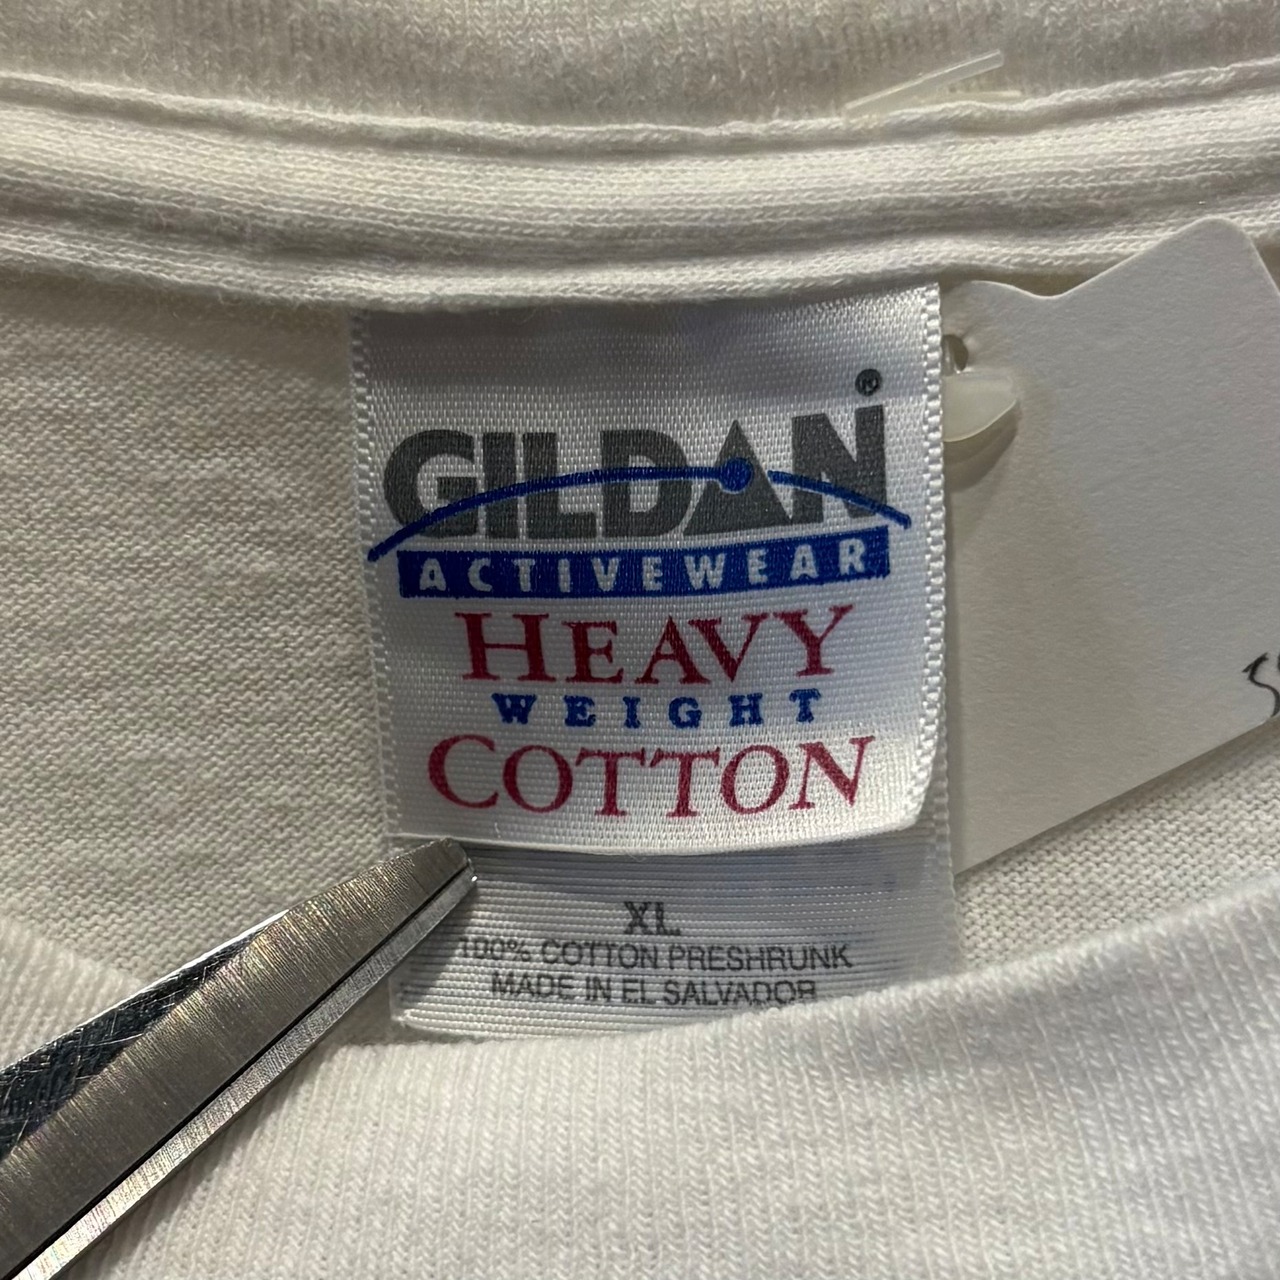 GILDAN®
ACTIVEWEAR
HEAVY
WEIGHT
COTTON
XL
100% COTTON PRESHRUNK
MADE IN EL SALVADOR